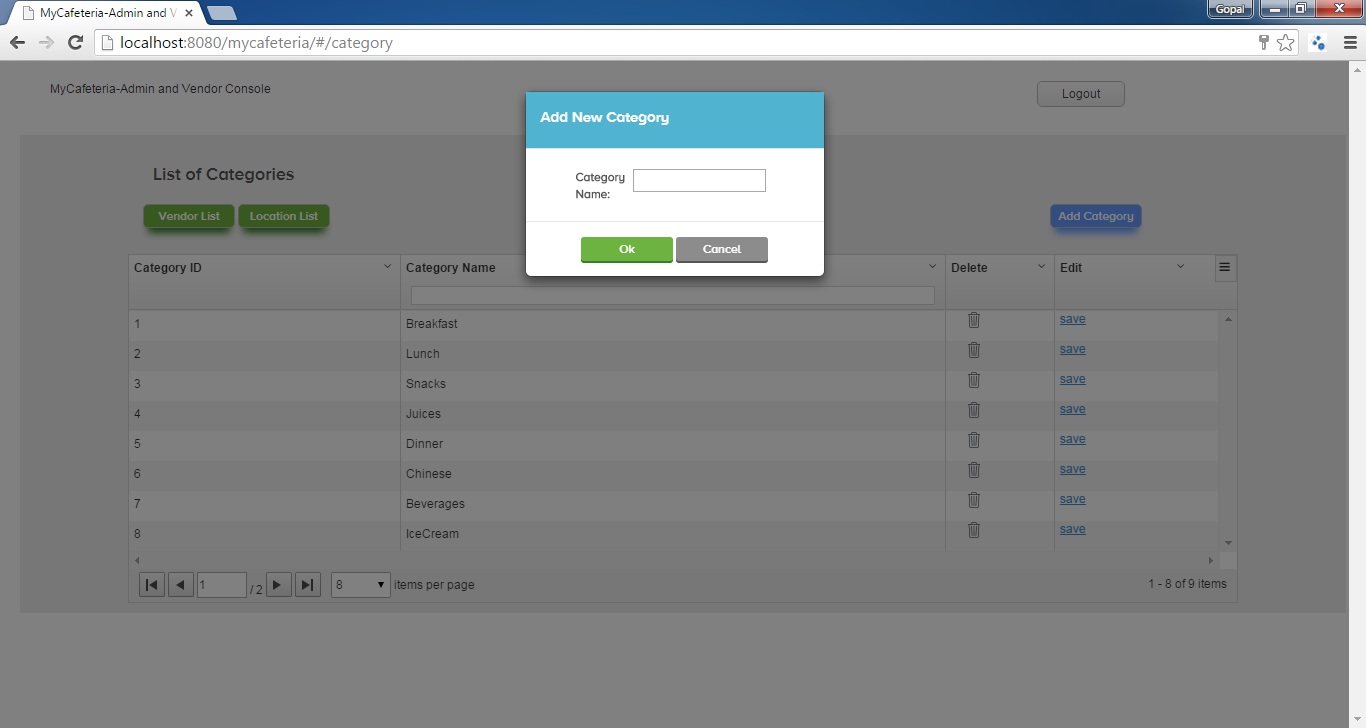 MyCafeteria-Admin and V
Gopal
localhost:8080/mycafeteria/#/category
MyCafeteria-Admin and Vendor Console
Logout
Add New Category
Category
Name:
Ok Cancel
List of Categories
Vendor List Location List Add Category
Category ID Category Name Delete Edit
1 Breakfast save
2 Lunch save
3 Snacks save
4 Juices save
5 Dinner save
6 Chinese save
7 Beverages save
8 IceCream save
1 / 2 8 items per page 1 - 8 of 9 items